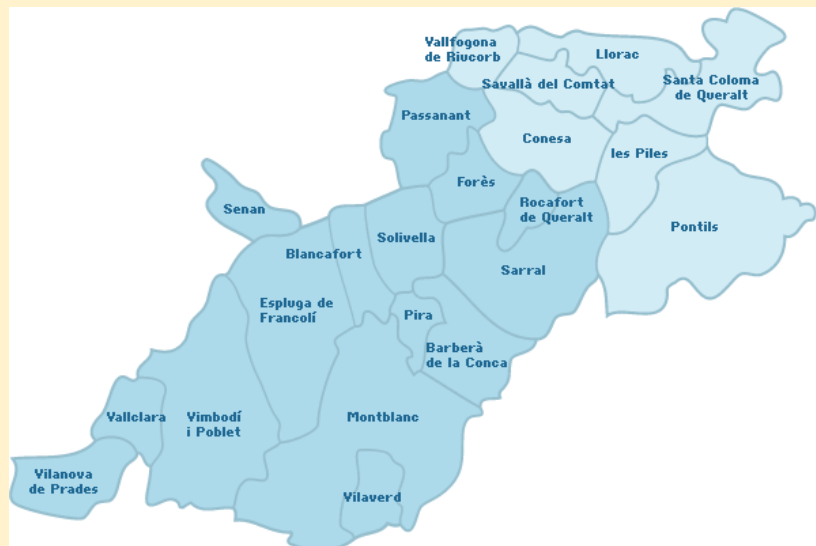 Vallfogona
de Riucorb
Llorac
Savallà del Comtat
Santa Coloma
de Queralt
Passanant
Conesa
les Piles
Forès
Rocafort
de Queralt
Senan
Solivella
Pontils
Blancafort
Sarral
Espluga de
Francolí
Pira
Barberà
de la Conca
Vallclara
Vimbodí
i Poblet
Montblanc
Vilanova
de Prades
Vilaverd